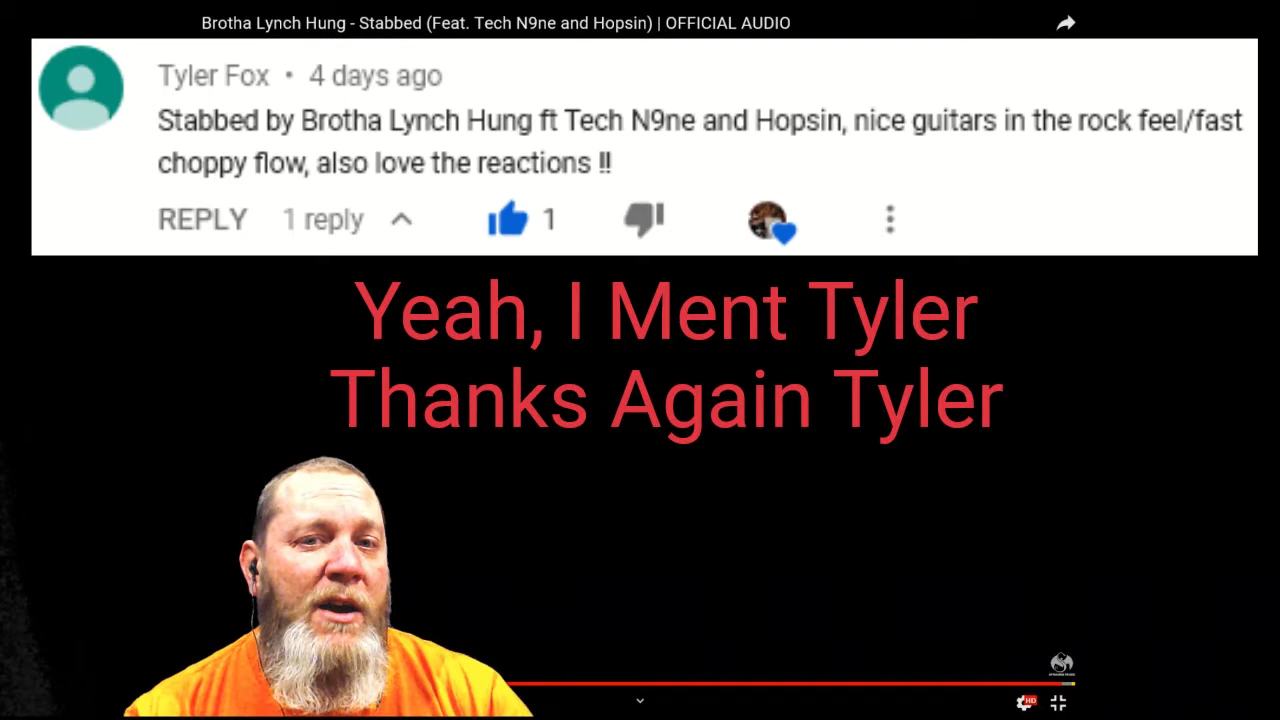 Brotha Lynch Hung - Stabbed (Feat. Tech N9ne and Hopsin) | OFFICIAL AUDIO
Tyler Fox • 4 days ago
Stabbed by Brotha Lynch Hung ft Tech N9ne and Hopsin, nice guitars in the rock feel/fast
choppy flow, also love the reactions !!
REPLY 1 reply 1
Yeah, I Ment Tyler
Thanks Again Tyler
HD